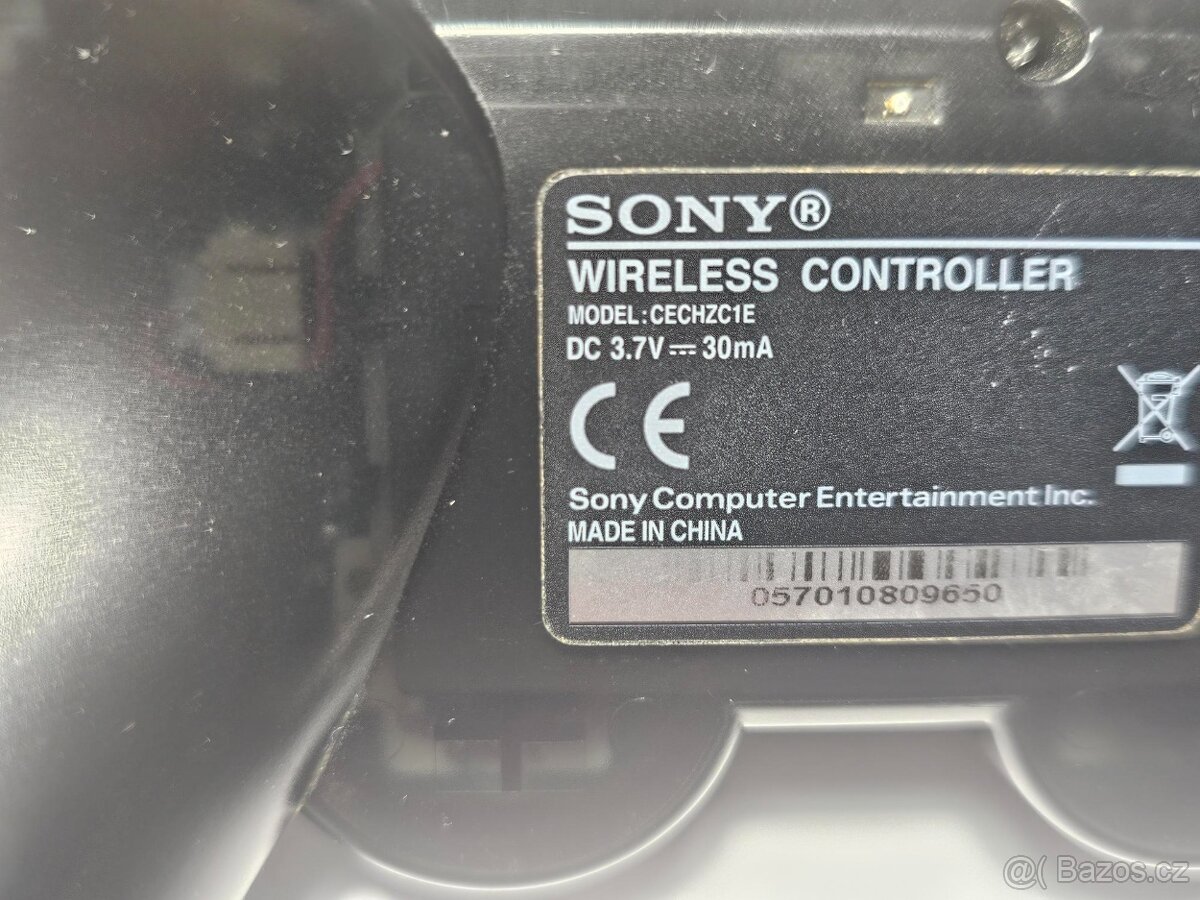 SONY®
WIRELESS CONTROLLER
MODEL: CECHZC1E
DC 3.7V ⎓ 30mA
CE
Sony Computer Entertainment Inc.
MADE IN CHINA
057010809650
@( Bazoš.cz